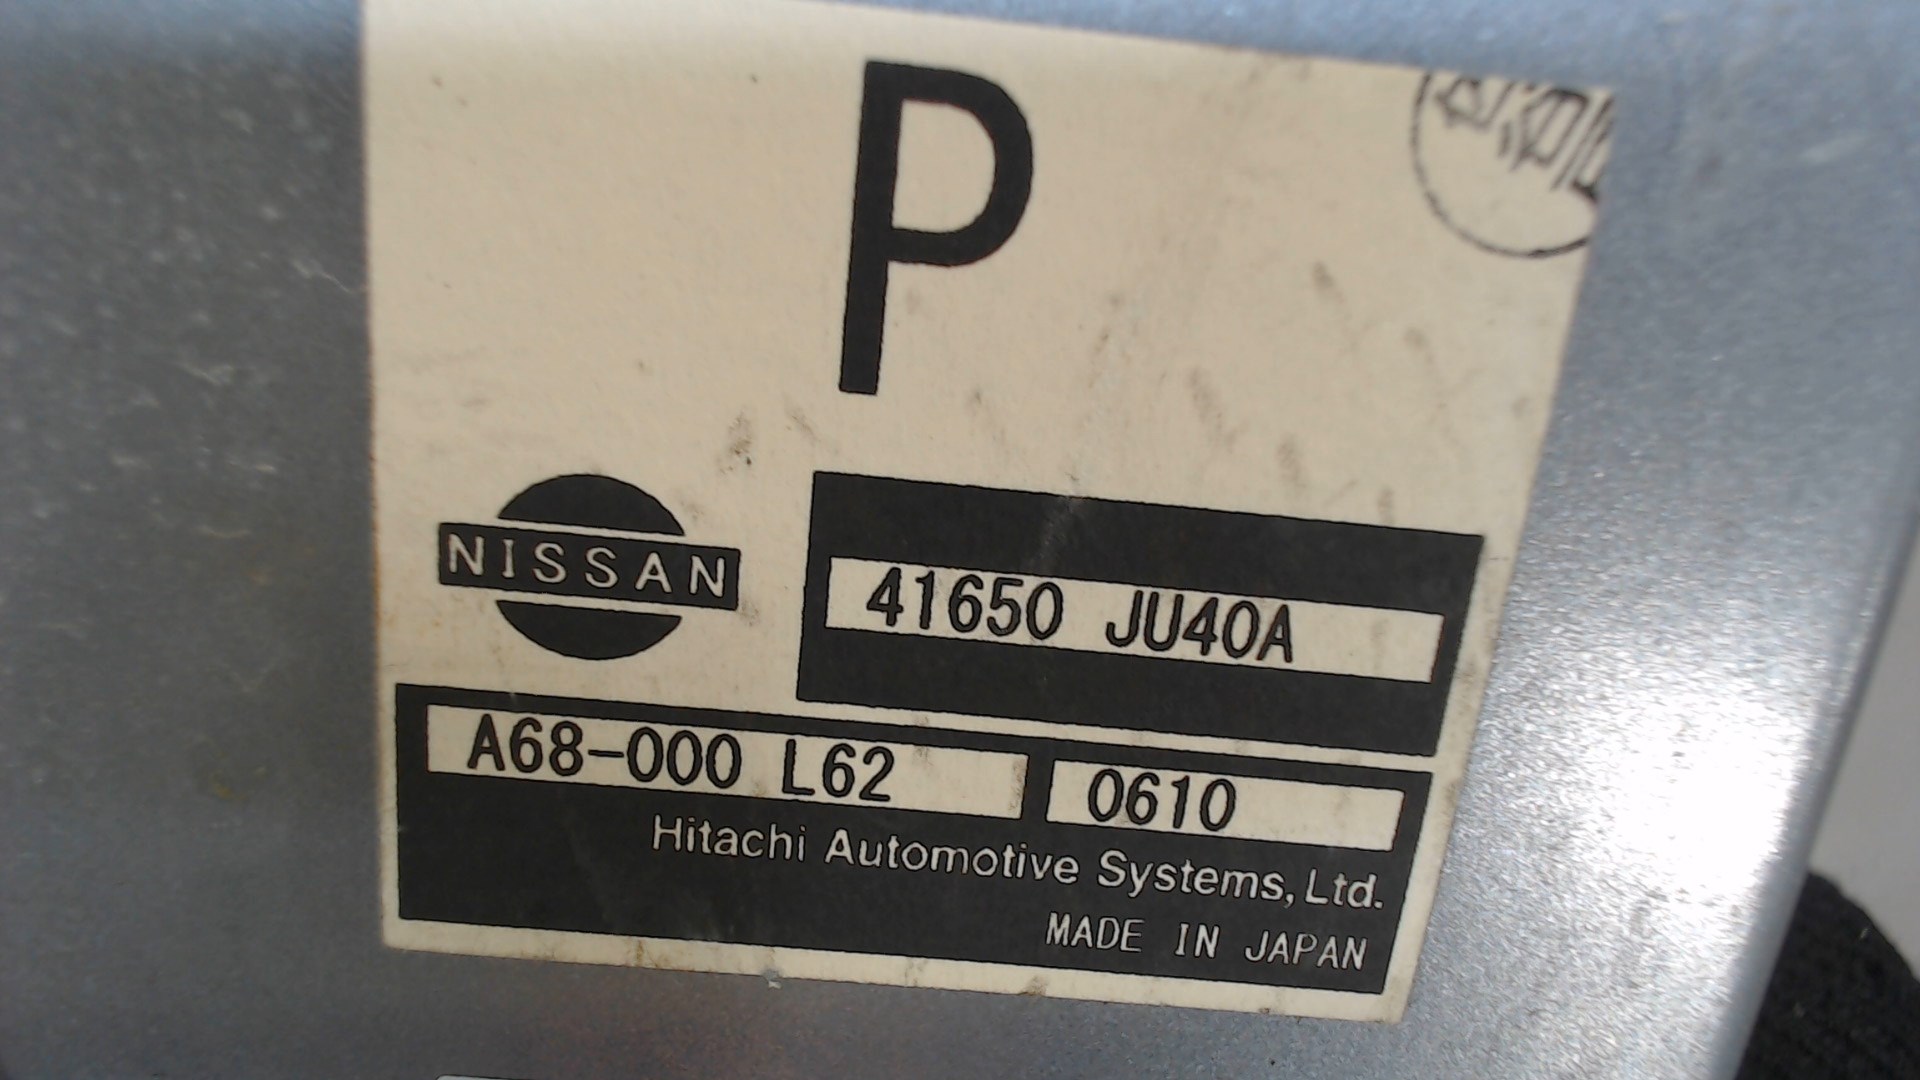 P
NISSAN
41650 JU40A
A68-000 L62 0610
Hitachi Automotive Systems, Ltd.
MADE IN JAPAN